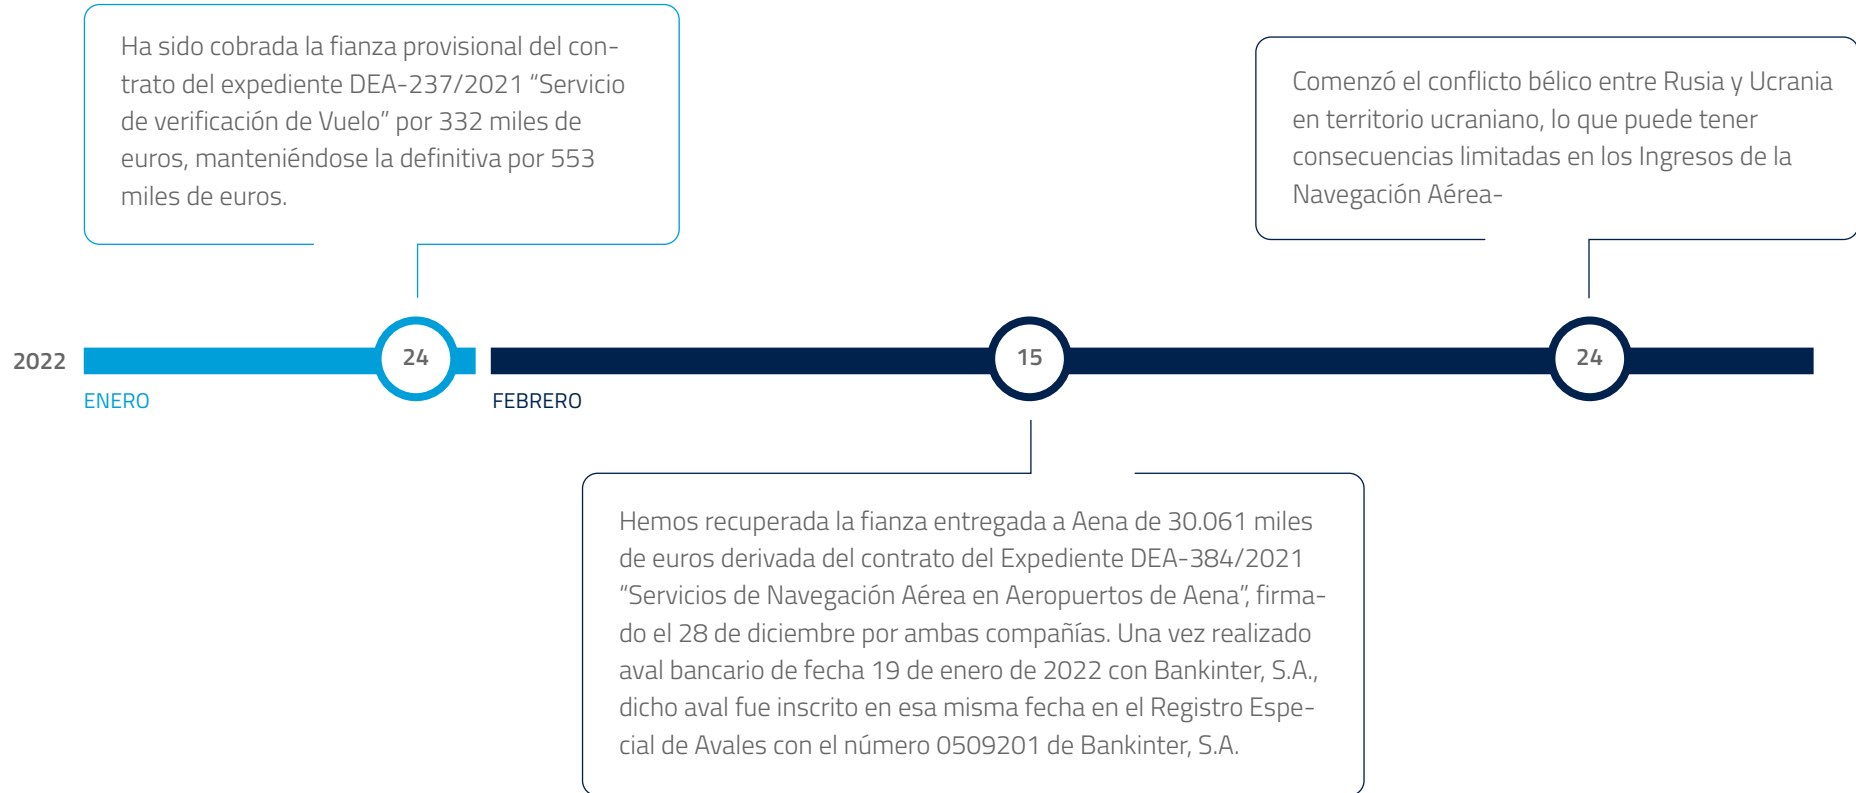 Ha sido cobrada la fianza provisional del con-
trato del expediente DEA-237/2021 “Servicio
de verificación de Vuelo” por 332 miles de
euros, manteniéndose la definitiva por 553
miles de euros.
Comenzó el conflicto bélico entre Rusia y Ucrania
en territorio ucraniano, lo que puede tener
consecuencias limitadas en los Ingresos de la
Navegación Aérea-
2022
24
15
24
ENERO
FEBRERO
Hemos recuperada la fianza entregada a Aena de 30.061 miles
de euros derivada del contrato del Expediente DEA-384/2021
“Servicios de Navegación Aérea en Aeropuertos de Aena”, firma-
do el 28 de diciembre por ambas compañías. Una vez realizado
aval bancario de fecha 19 de enero de 2022 con Bankinter, S.A.,
dicho aval fue inscrito en esa misma fecha en el Registro Espe-
cial de Avales con el número 0509201 de Bankinter, S.A.